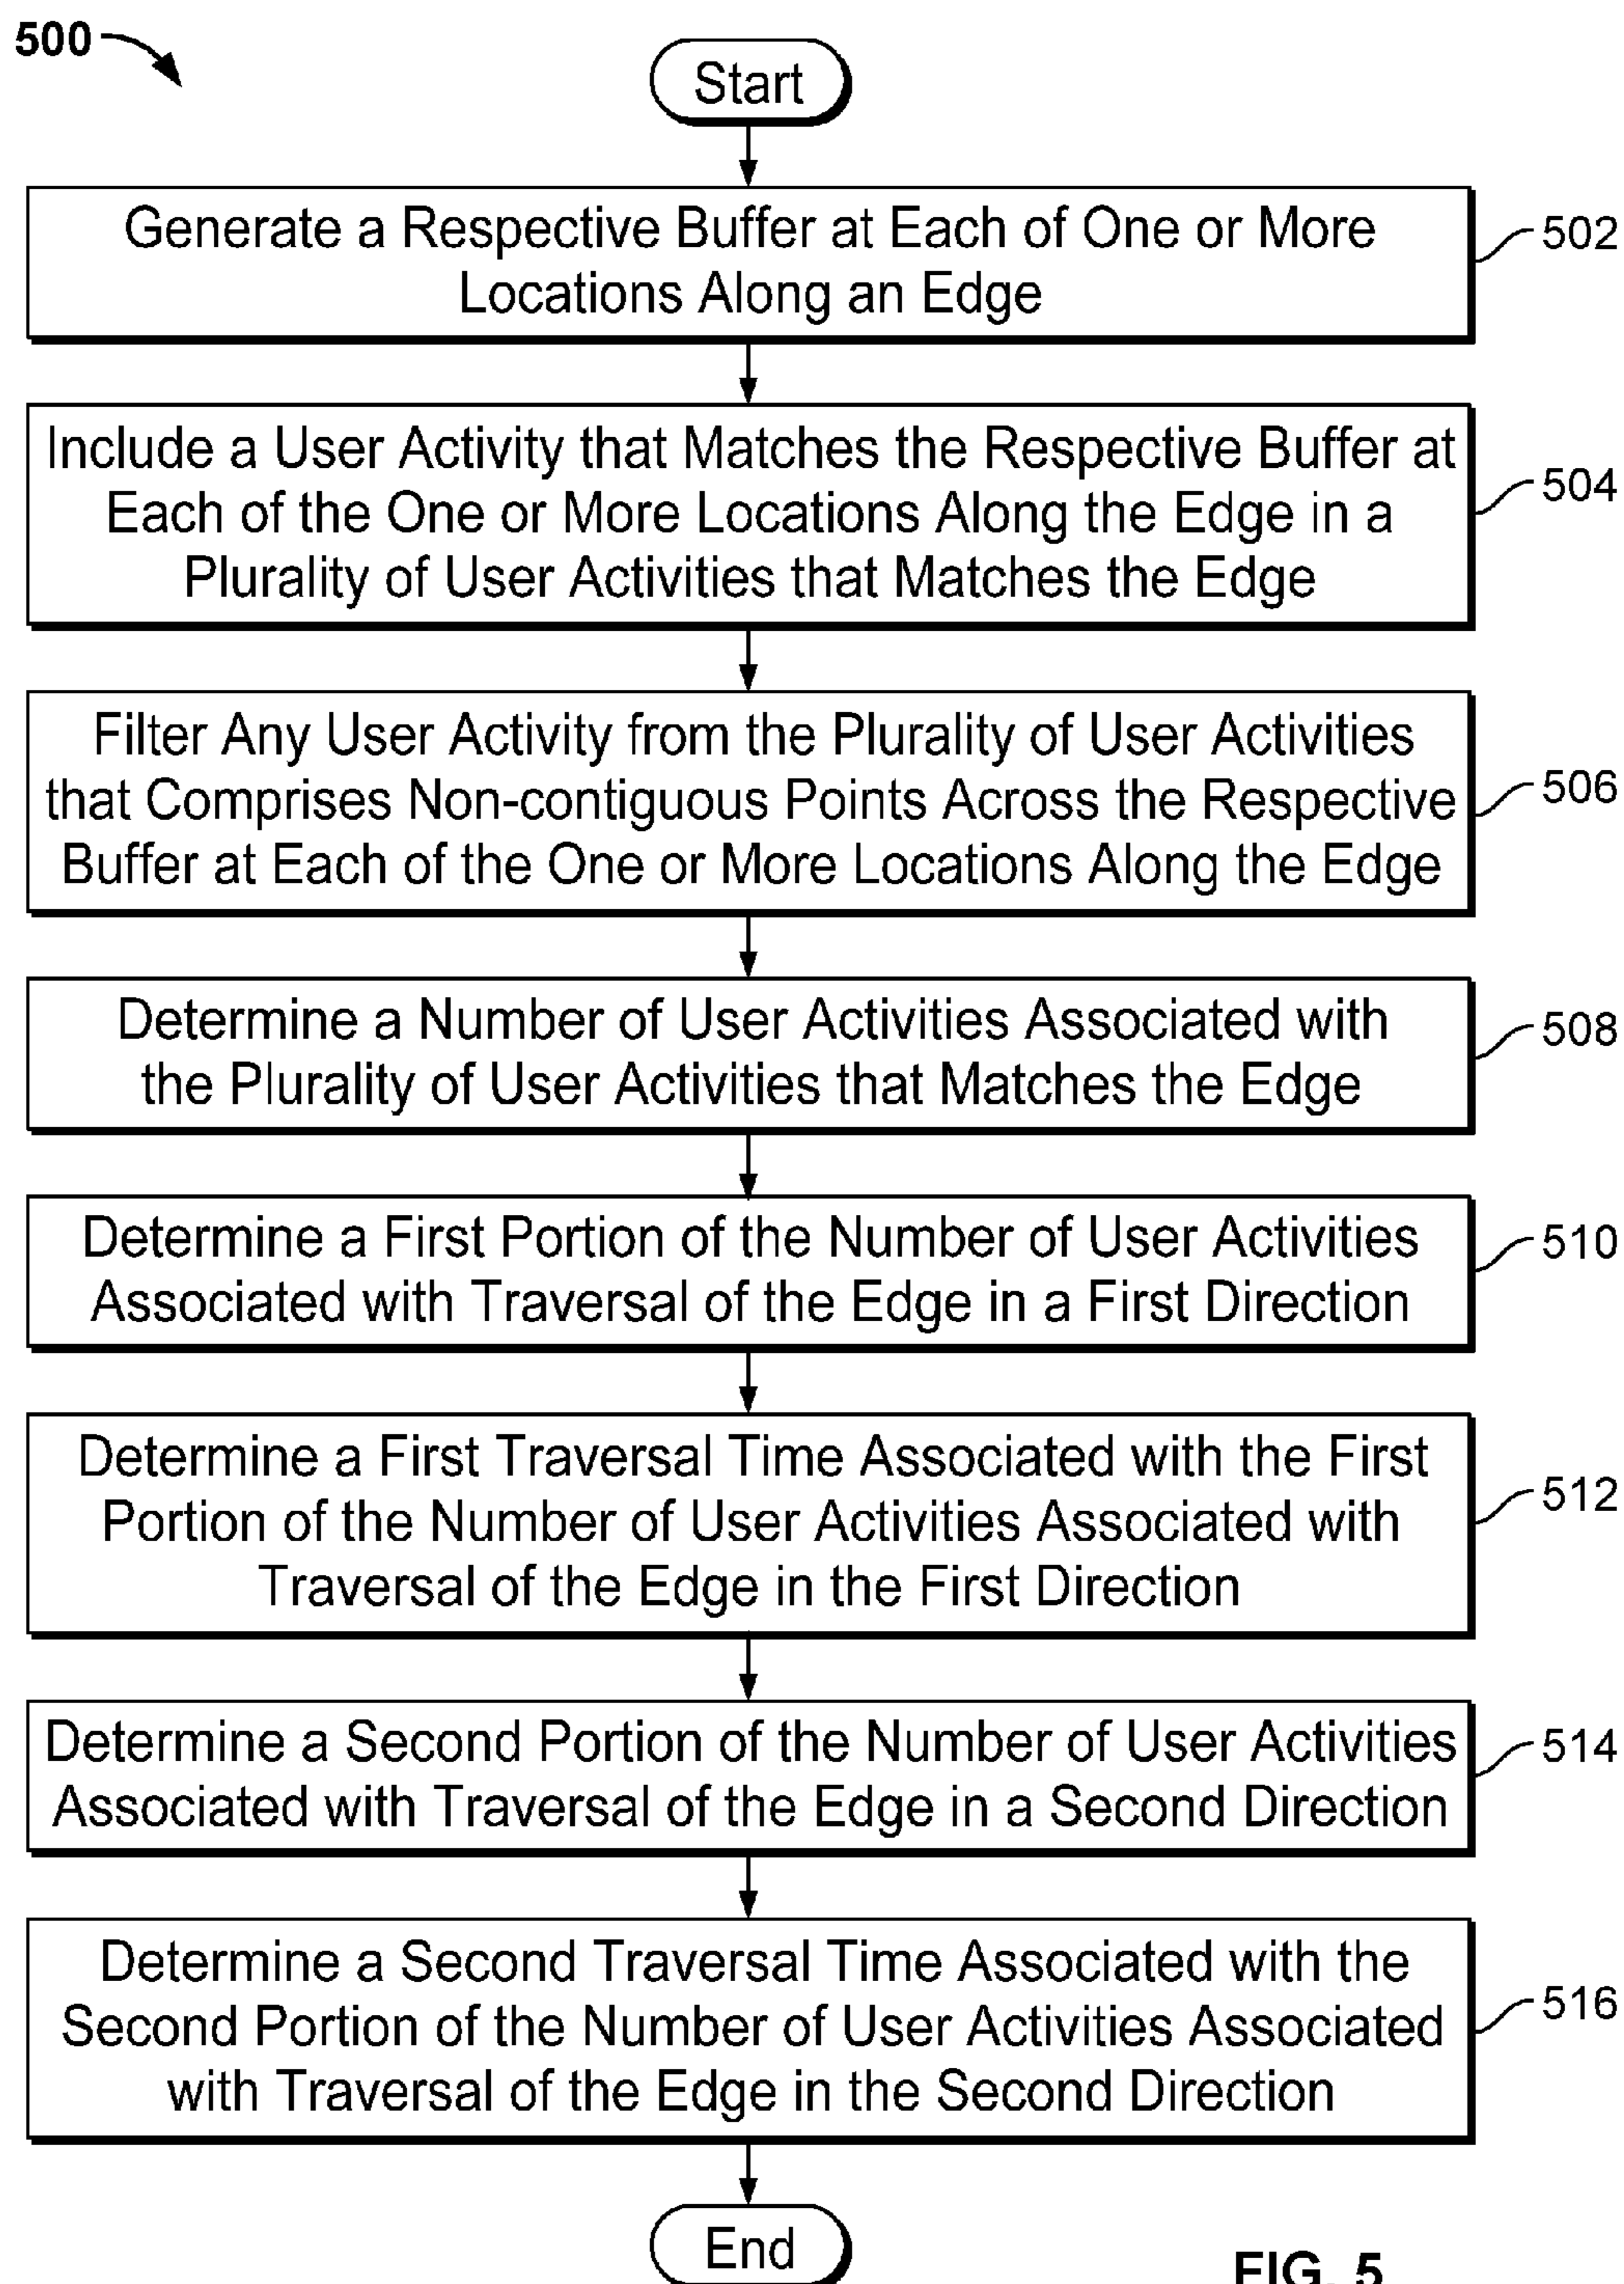 500
Start
Generate a Respective Buffer at Each of One or More
Locations Along an Edge
502
Include a User Activity that Matches the Respective Buffer at
Each of the One or More Locations Along the Edge in a
Plurality of User Activities that Matches the Edge
504
Filter Any User Activity from the Plurality of User Activities
that Comprises Non-contiguous Points Across the Respective
Buffer at Each of the One or More Locations Along the Edge
506
Determine a Number of User Activities Associated with
the Plurality of User Activities that Matches the Edge
508
Determine a First Portion of the Number of User Activities
Associated with Traversal of the Edge in a First Direction
510
Determine a First Traversal Time Associated with the First
Portion of the Number of User Activities Associated with
Traversal of the Edge in the First Direction
512
Determine a Second Portion of the Number of User Activities
Associated with Traversal of the Edge in a Second Direction
514
Determine a Second Traversal Time Associated with the
Second Portion of the Number of User Activities Associated
with Traversal of the Edge in the Second Direction
516
End
FIG. 5